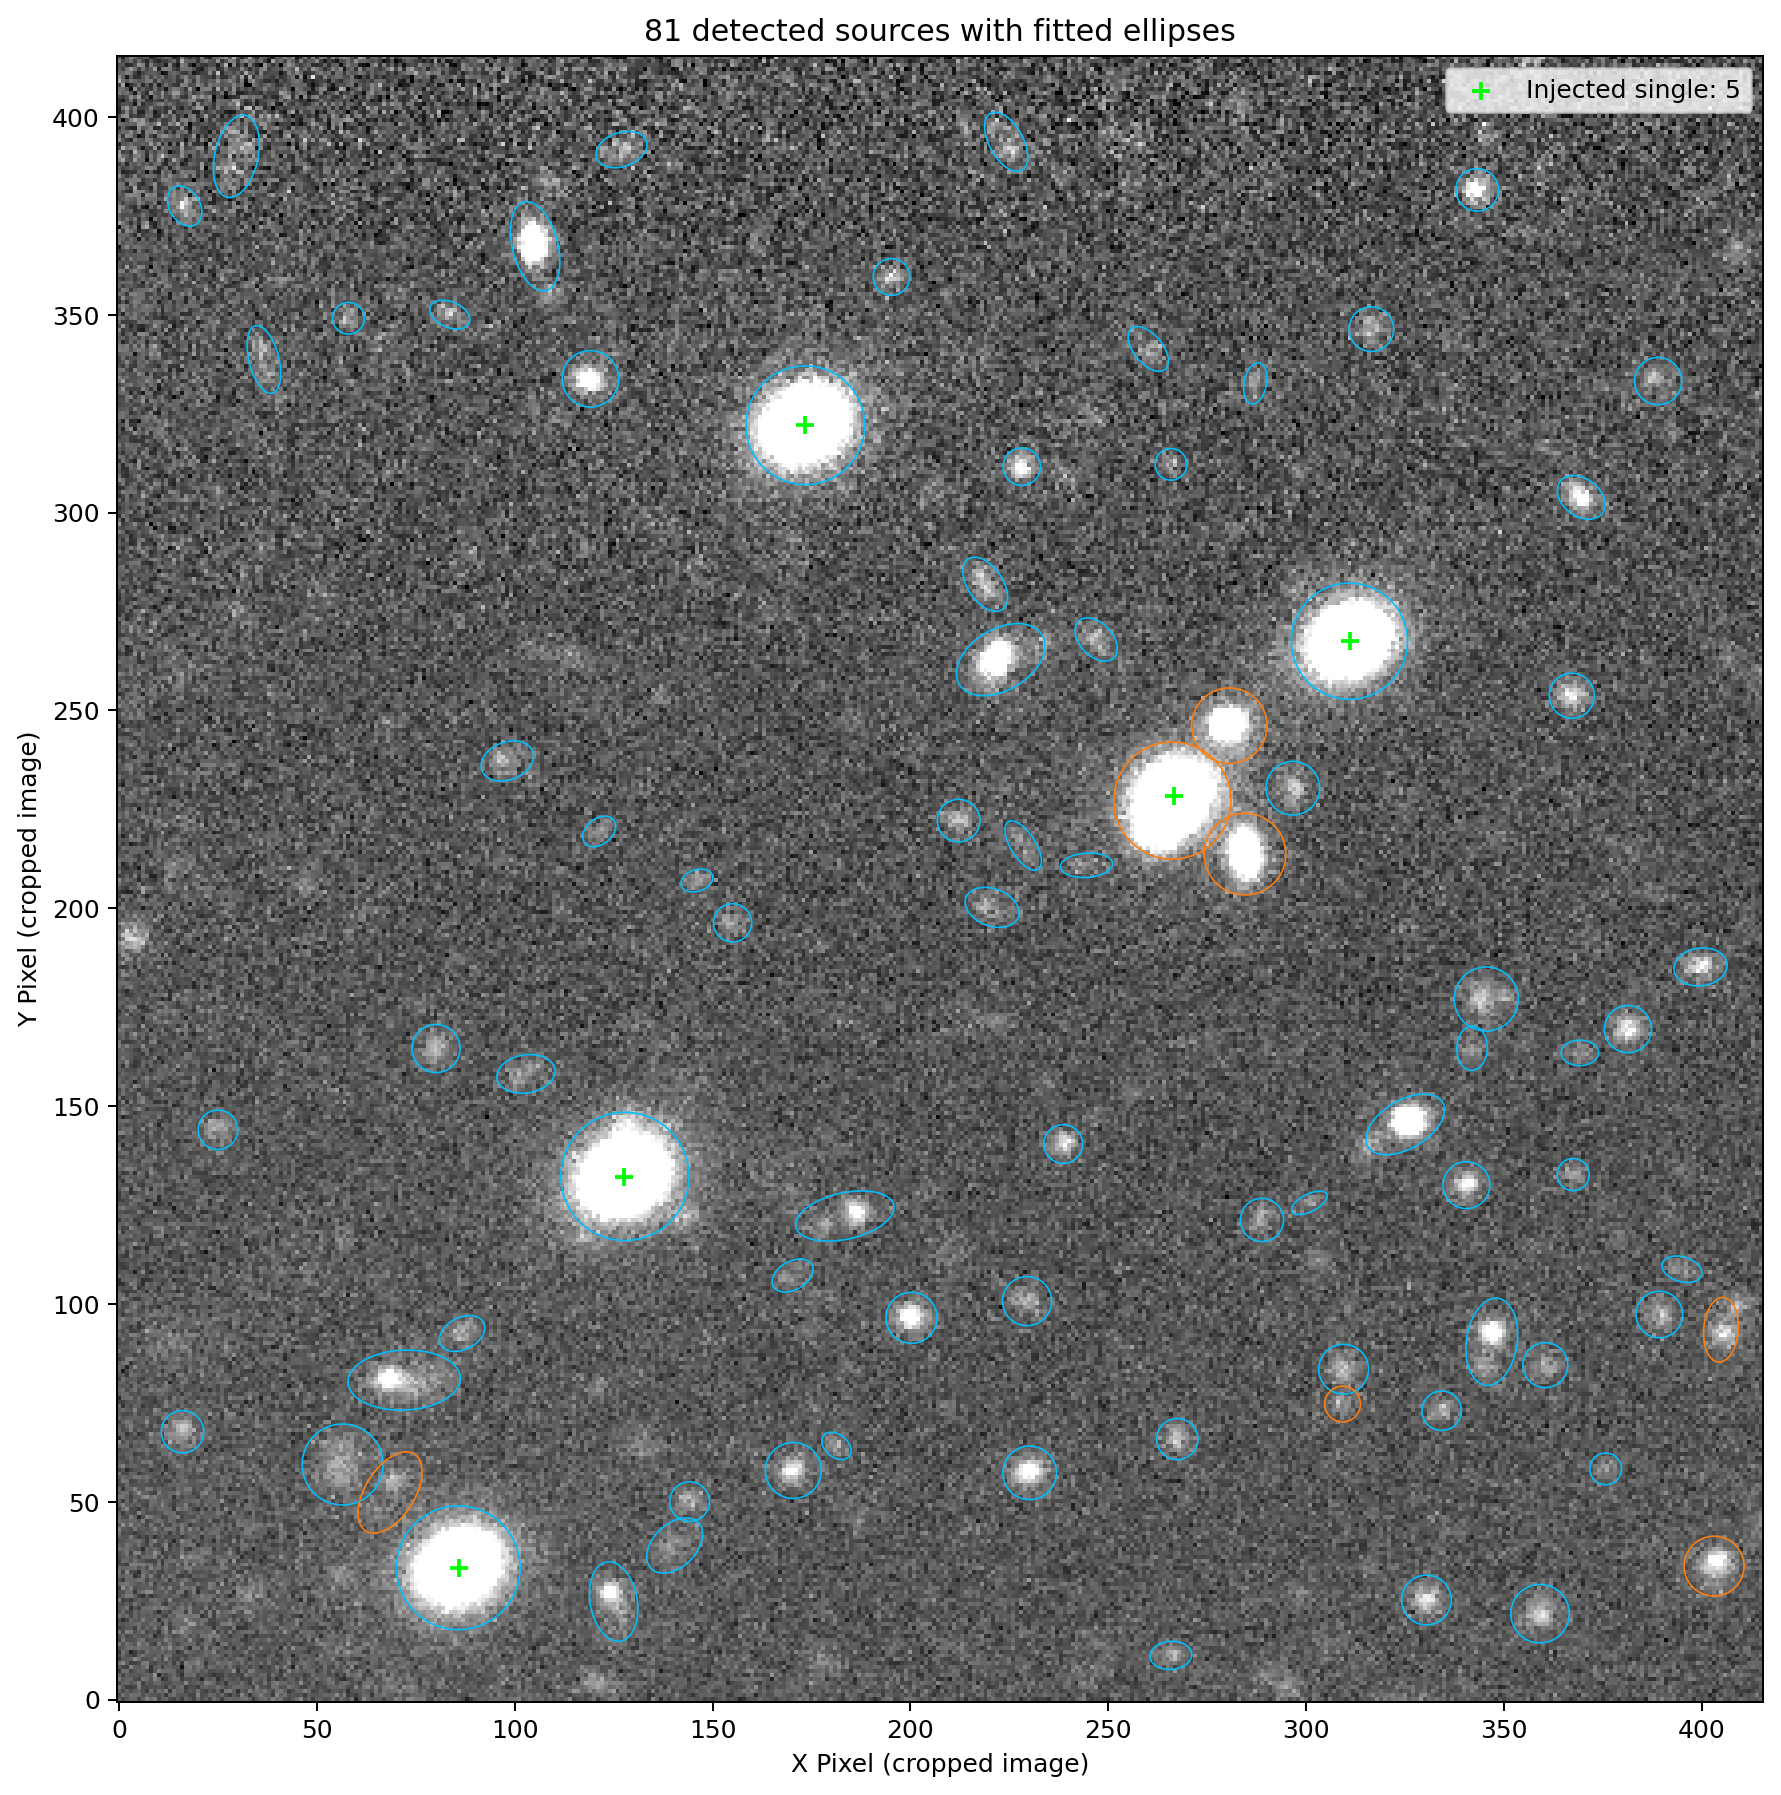 81 detected sources with fitted ellipses
Injected single: 5
400
350
300
250
200
150
100
50
0
Y Pixel (cropped image)
0 50 100 150 200 250 300 350 400
X Pixel (cropped image)